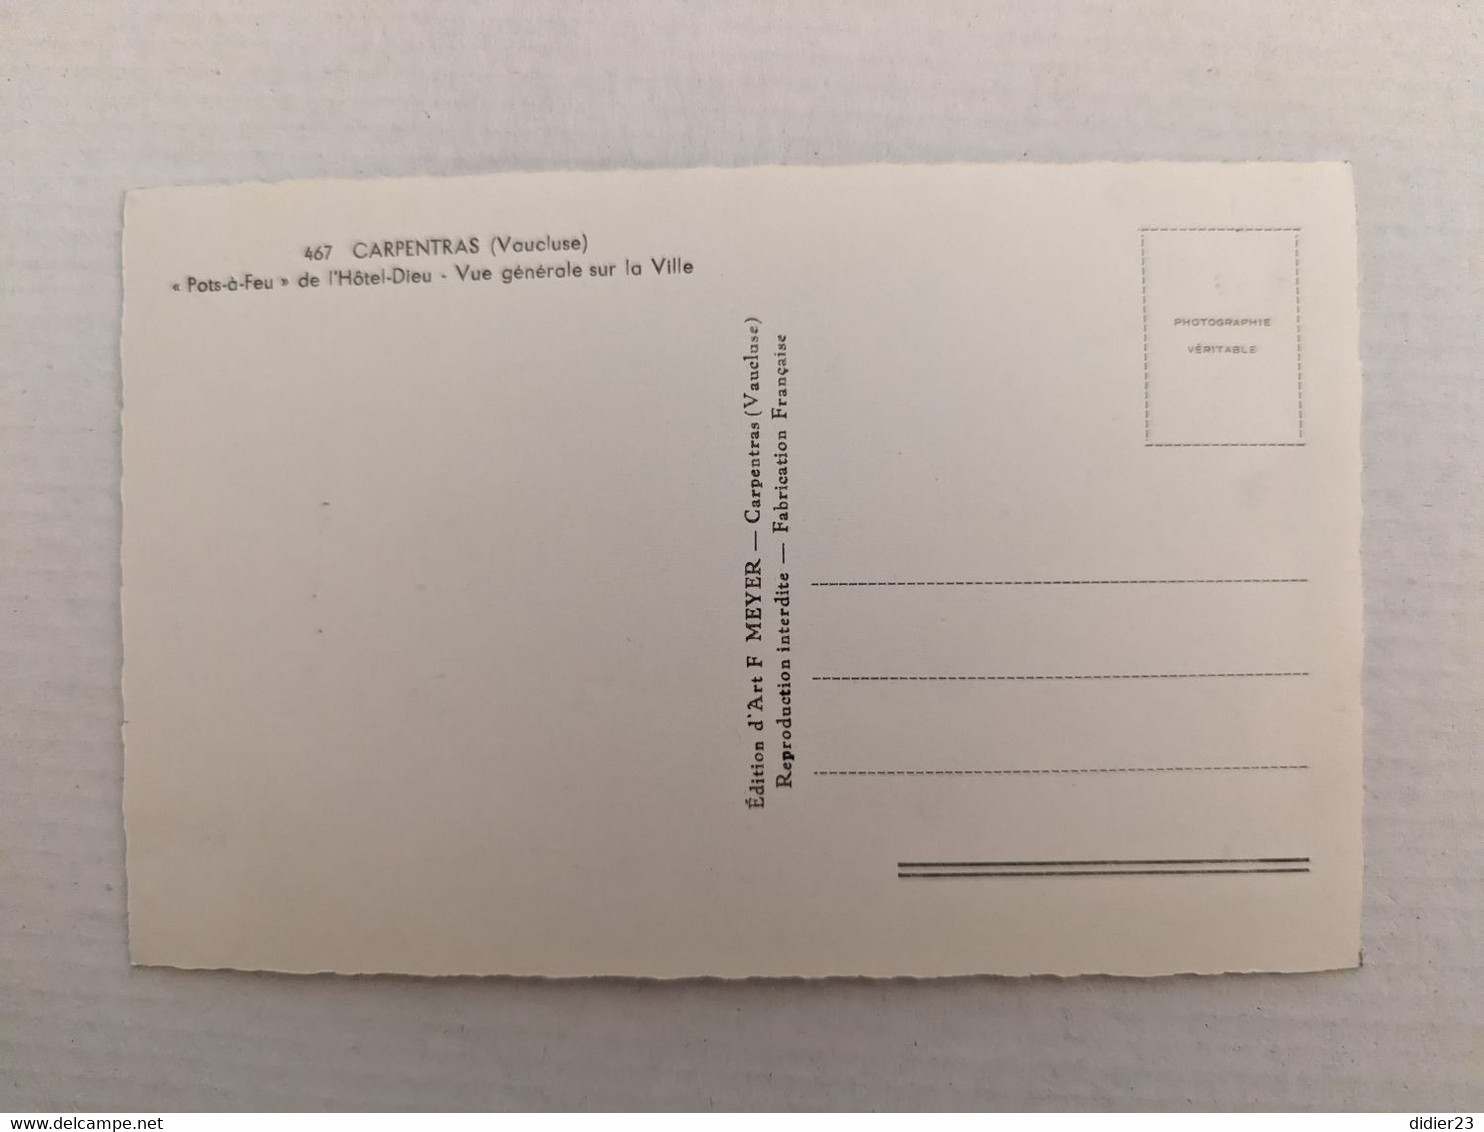 467 CARPENTRAS (Vaucluse)
« Pots-à-Feu » de l'Hôtel-Dieu - Vue générale sur la Ville
Édition d'Art F MEYER — Carpentras (Vaucluse)
Reproduction interdite — Fabrication Française
PHOTOGRAPHIE
VÉRITABLE
www.delcampe.net
didier23